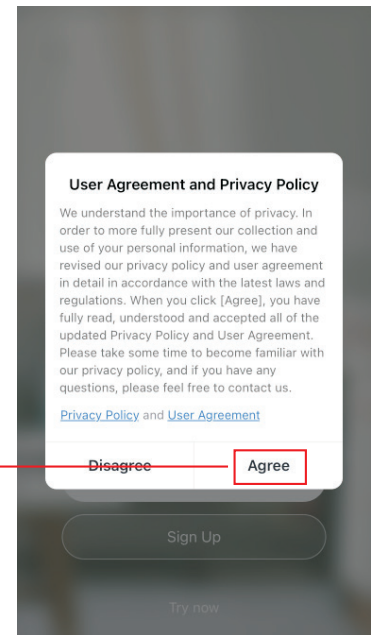 User Agreement and Privacy Policy
We understand the importance of privacy. In
order to more fully present our collection and
use of your personal information, we have
revised our privacy policy and user agreement
in detail in accordance with the latest laws and
regulations. When you click [Agree], you have
fully read, understood and accepted all of the
updated Privacy Policy and User Agreement.
Please take some time to become familiar with
our privacy policy, and if you have any
questions, please feel free to contact us.
Privacy Policy and User Agreement
Disagree Agree
Sign Up
Try now